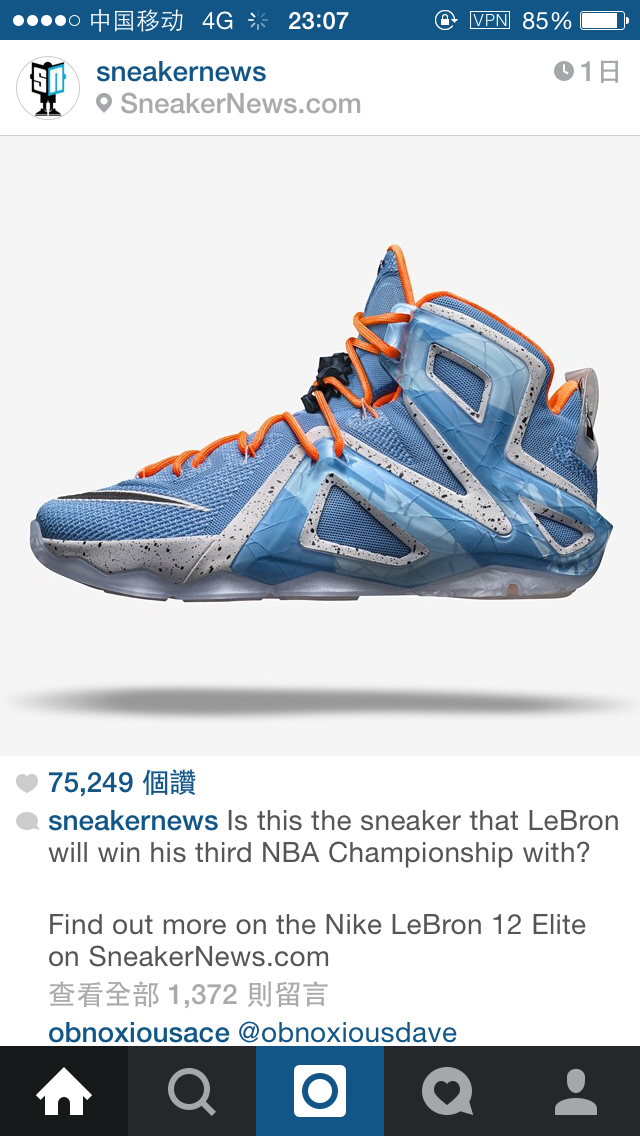 中国移动 4G 23:07 VPN 85%
SN
sneakernews 1日
SneakerNews.com
75,249 個讚
sneakernews Is this the sneaker that LeBron
will win his third NBA Championship with?
Find out more on the Nike LeBron 12 Elite
on SneakerNews.com
查看全部 1,372 則留言
obnoxiousace @obnoxiousdave